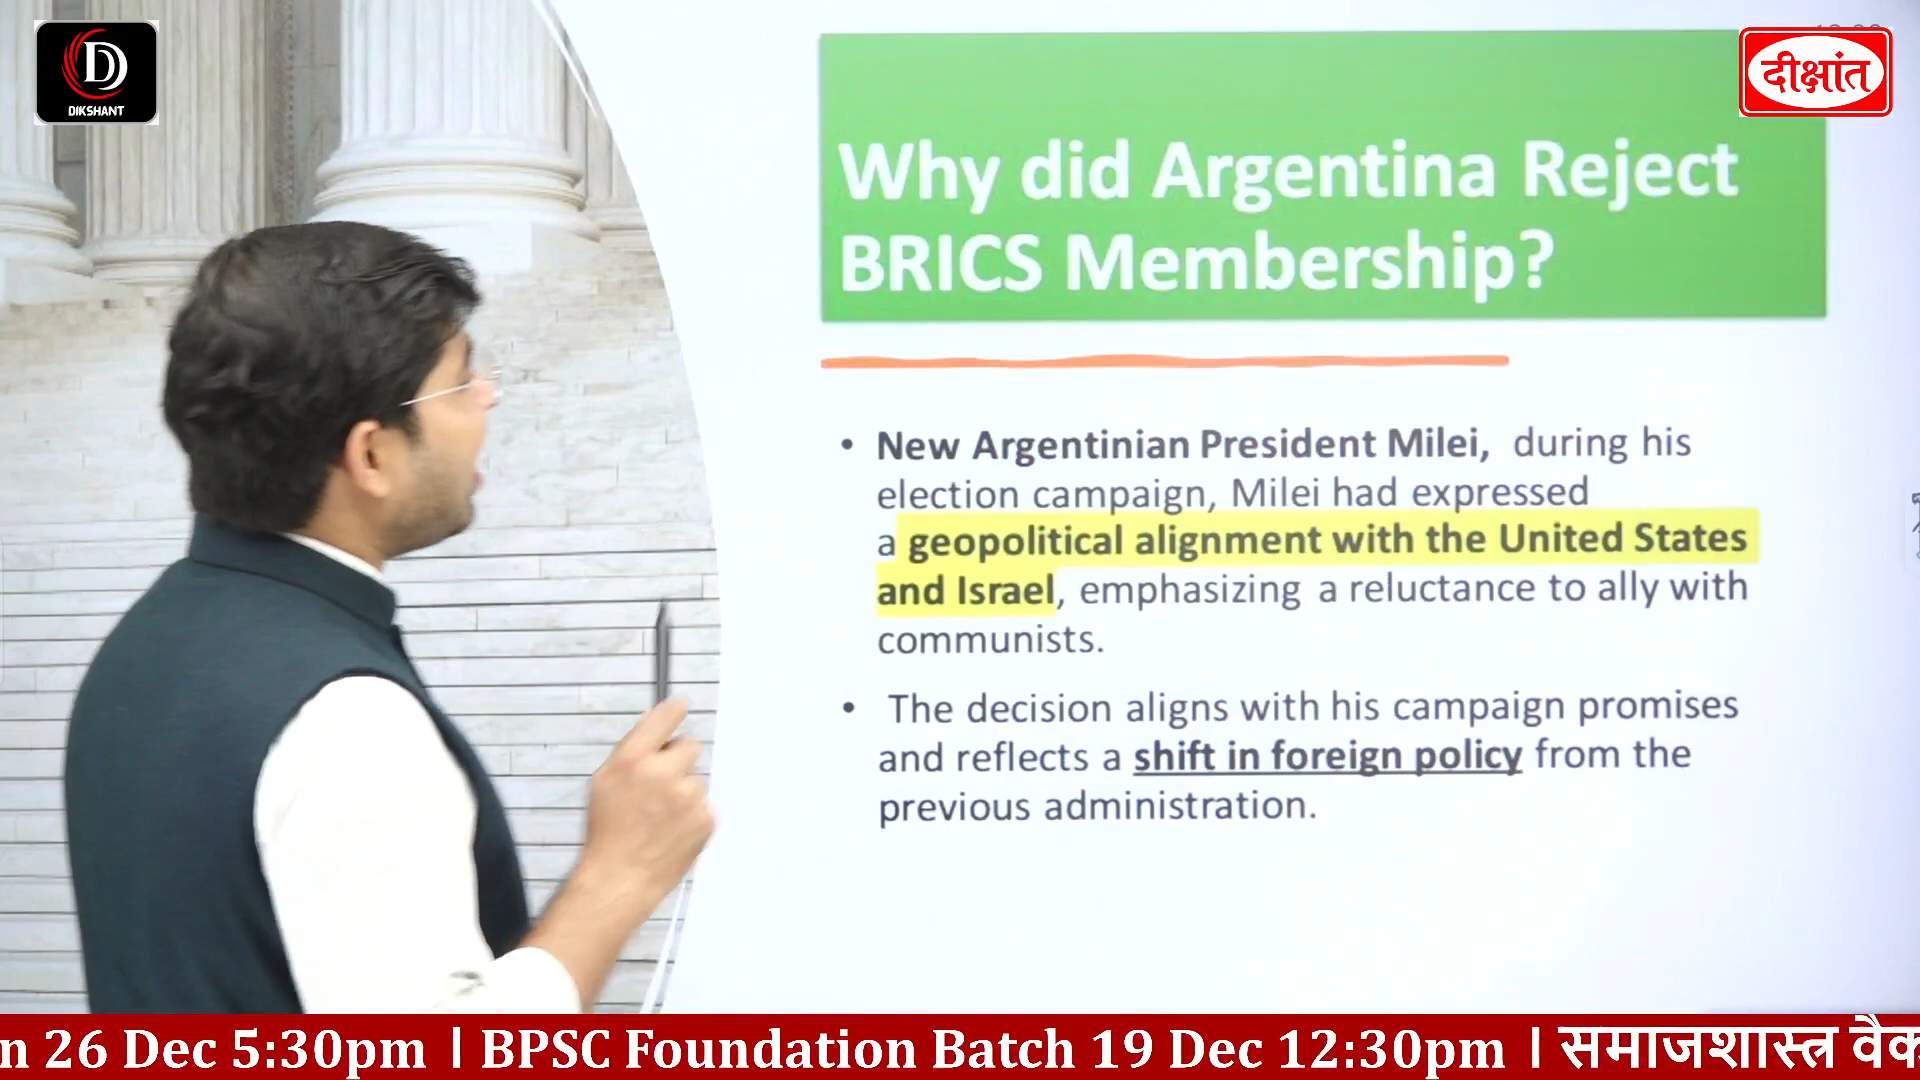 DIKSHANT
दीक्षांत
Why did Argentina Reject
BRICS Membership?
• New Argentinian President Milei, during his
election campaign, Milei had expressed
a geopolitical alignment with the United States
and Israel, emphasizing a reluctance to ally with
communists.
• The decision aligns with his campaign promises
and reflects a shift in foreign policy from the
previous administration.
n 26 Dec 5:30pm । BPSC Foundation Batch 19 Dec 12:30pm । समाजशास्त्र वैक